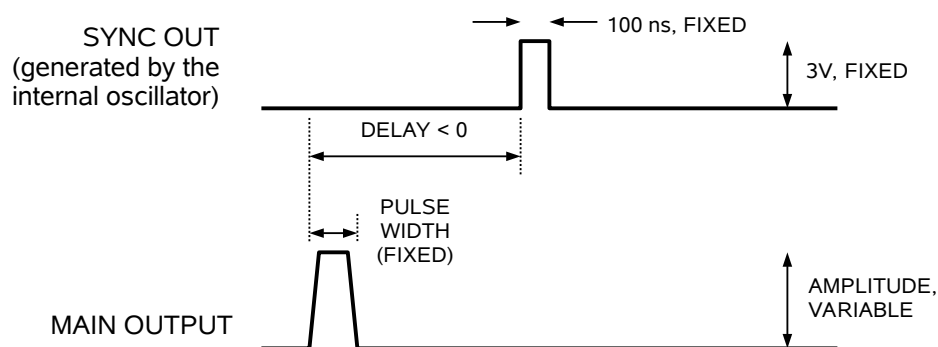 SYNC OUT
(generated by the
internal oscillator)
100 ns, FIXED
3V, FIXED
DELAY < 0
PULSE
WIDTH
(FIXED)
AMPLITUDE,
VARIABLE
MAIN OUTPUT